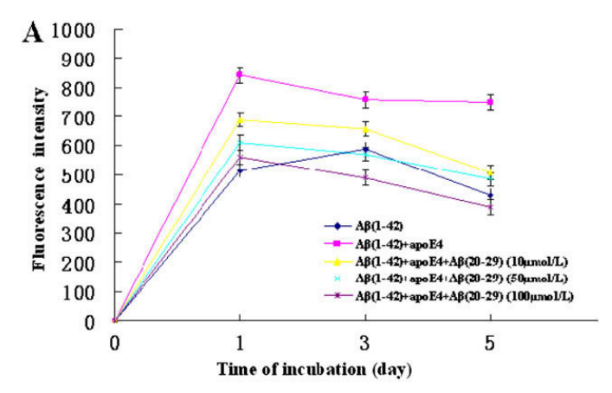 A
1000
900
800
700
600
500
400
300
200
100
0
Fluorescence intensity
Aβ(1-42)
Aβ(1-42)+apoE4
Aβ(1-42)+apoE4+Aβ(20-29) (10μmol/L)
Aβ(1-42)+apoE4+Aβ(20-29) (50μmol/L)
Aβ(1-42)+apoE4+Aβ(20-29) (100μmol/L)
0 1 3 5
Time of incubation (day)